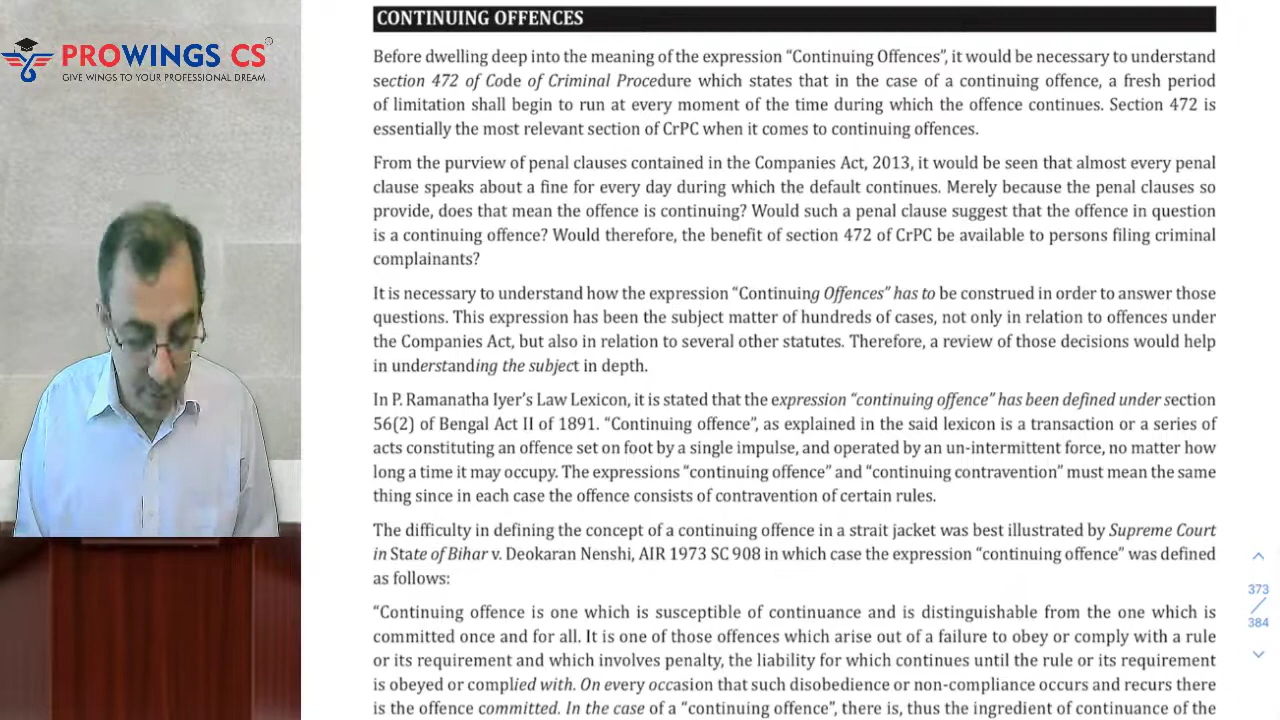 PROWINGS CS
GIVE WINGS TO YOUR PROFESSIONAL DREAM
CONTINUING OFFENCES
Before dwelling deep into the meaning of the expression “Continuing Offences”, it would be necessary to understand
section 472 of Code of Criminal Procedure which states that in the case of a continuing offence, a fresh period
of limitation shall begin to run at every moment of the time during which the offence continues. Section 472 is
essentially the most relevant section of CrPC when it comes to continuing offences.
From the purview of penal clauses contained in the Companies Act, 2013, it would be seen that almost every penal
clause speaks about a fine for every day during which the default continues. Merely because the penal clauses so
provide, does that mean the offence is continuing? Would such a penal clause suggest that the offence in question
is a continuing offence? Would therefore, the benefit of section 472 of CrPC be available to persons filing criminal
complainants?
It is necessary to understand how the expression “Continuing Offences” has to be construed in order to answer those
questions. This expression has been the subject matter of hundreds of cases, not only in relation to offences under
the Companies Act, but also in relation to several other statutes. Therefore, a review of those decisions would help
in understanding the subject in depth.
In P. Ramanatha Iyer’s Law Lexicon, it is stated that the expression “continuing offence” has been defined under section
56(2) of Bengal Act II of 1891. “Continuing offence”, as explained in the said lexicon is a transaction or a series of
acts constituting an offence set on foot by a single impulse, and operated by an un-intermittent force, no matter how
long a time it may occupy. The expressions “continuing offence” and “continuing contravention” must mean the same
thing since in each case the offence consists of contravention of certain rules.
The difficulty in defining the concept of a continuing offence in a strait jacket was best illustrated by Supreme Court
in State of Bihar v. Deokaran Nenshi, AIR 1973 SC 908 in which case the expression “continuing offence” was defined
as follows:
“Continuing offence is one which is susceptible of continuance and is distinguishable from the one which is
committed once and for all. It is one of those offences which arise out of a failure to obey or comply with a rule
or its requirement and which involves penalty, the liability for which continues until the rule or its requirement
is obeyed or complied with. On every occasion that such disobedience or non-compliance occurs and recurs there
is the offence committed. In the case of a “continuing offence”, there is, thus the ingredient of continuance of the
373
384